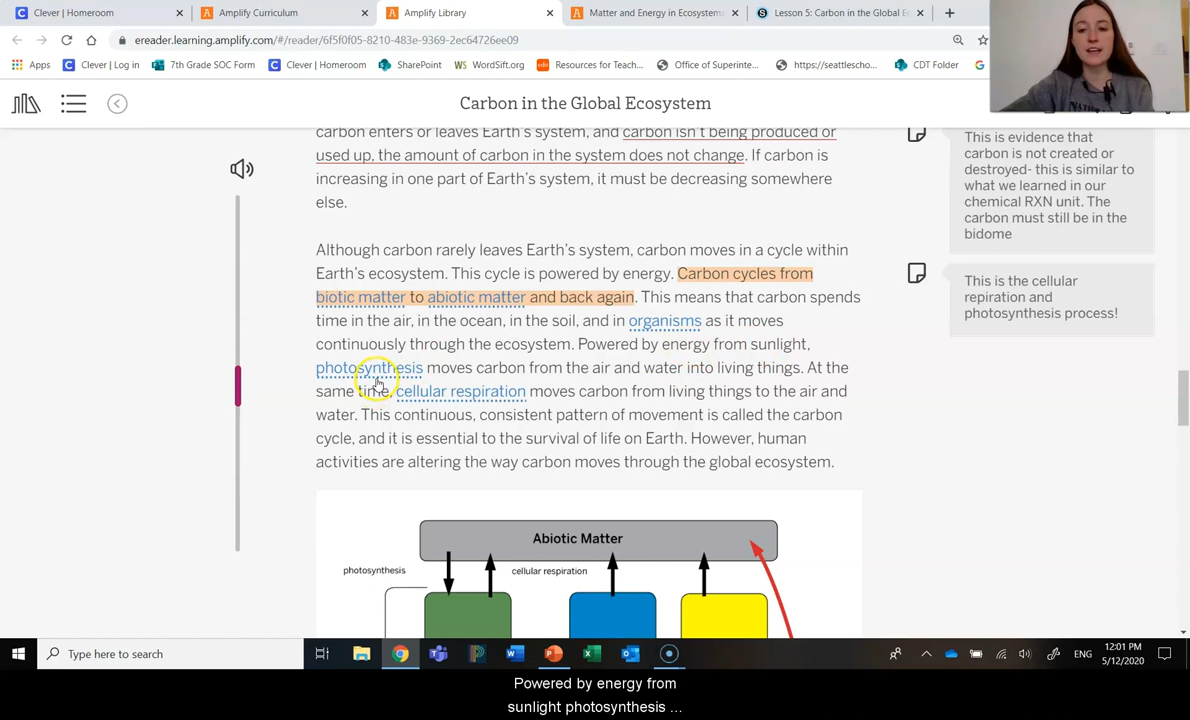 Clever | Homeroom
Amplify Curriculum
Amplify Library
Matter and Energy in Ecosystems
Lesson 5: Carbon in the Global Ec
ereader.learning.amplify.com/#/reader/6f5f0f05-8210-483e-9369-2ec64726ee09
Apps
Clever | Log in
7th Grade SOC Form
Clever | Homeroom
SharePoint
WordSift.org
Resources for Teac...
Office of Superinte...
https://seattlescho...
CDT Folder
Carbon in the Global Ecosystem
carbon enters or leaves Earth's system, and carbon isn't being produced or
used up, the amount of carbon in the system does not change. If carbon is
increasing in one part of Earth's system, it must be decreasing somewhere
else.
Although carbon rarely leaves Earth's system, carbon moves in a cycle within
Earth's ecosystem. This cycle is powered by energy. Carbon cycles from
biotic matter to abiotic matter and back again. This means that carbon spends
time in the air, in the ocean, in the soil, and in organisms as it moves
continuously through the ecosystem. Powered by energy from sunlight,
photosynthesis moves carbon from the air and water into living things. At the
same time, cellular respiration moves carbon from living things to the air and
water. This continuous, consistent pattern of movement is called the carbon
cycle, and it is essential to the survival of life on Earth. However, human
activities are altering the way carbon moves through the global ecosystem.
This is evidence that
carbon is not created or
destroyed- this is similar to
what we learned in our
chemical RXN unit. The
carbon must still be in the
bidome
This is the cellular
repiration and
photosynthesis process!
Abiotic Matter
photosynthesis
cellular respiration
Type here to search
ENG
12:01 PM
5/12/2020
Powered by energy from
sunlight photosynthesis ...